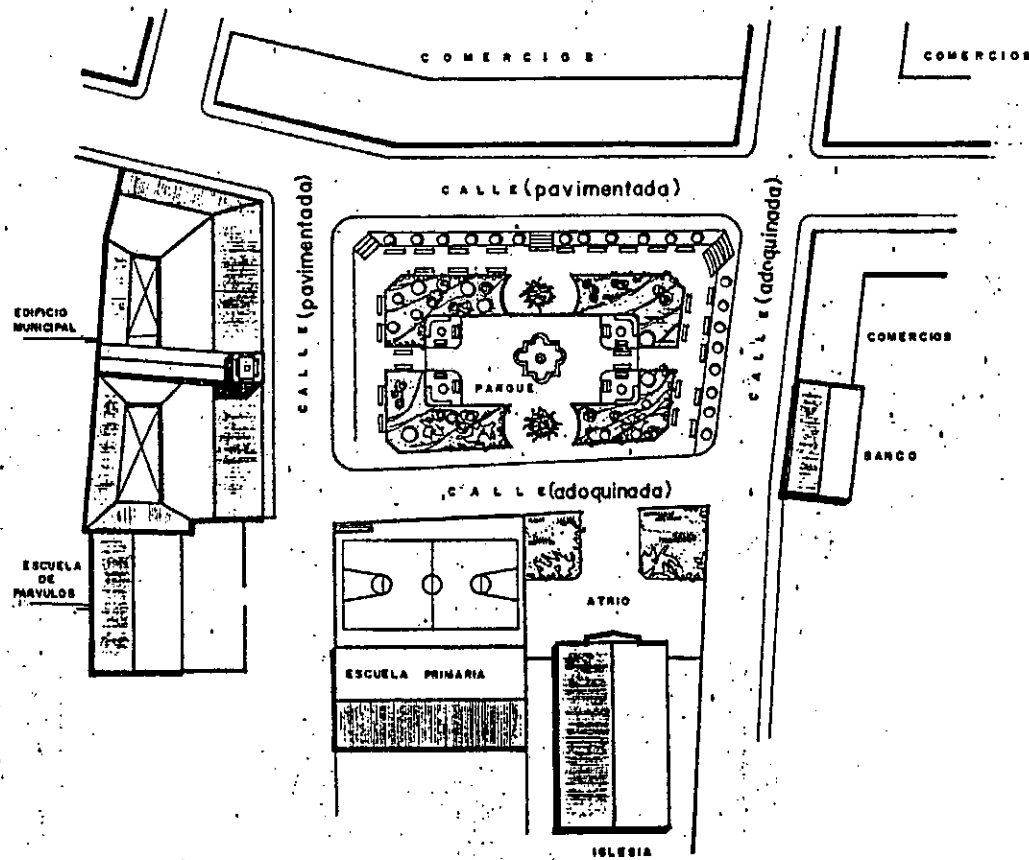 COMERCIOS
COMERCIOS
CALLE (pavimentada)
CALLE (pavimentada)
CALLE (adoquinada)
EDIFICIO
MUNICIPAL
COMERCIOS
PARQUE
BANCO
CALLE (adoquinada)
ESCUELA
DE
PARVULOS
ATRIO
ESCUELA PRIMARIA
IGLESIA